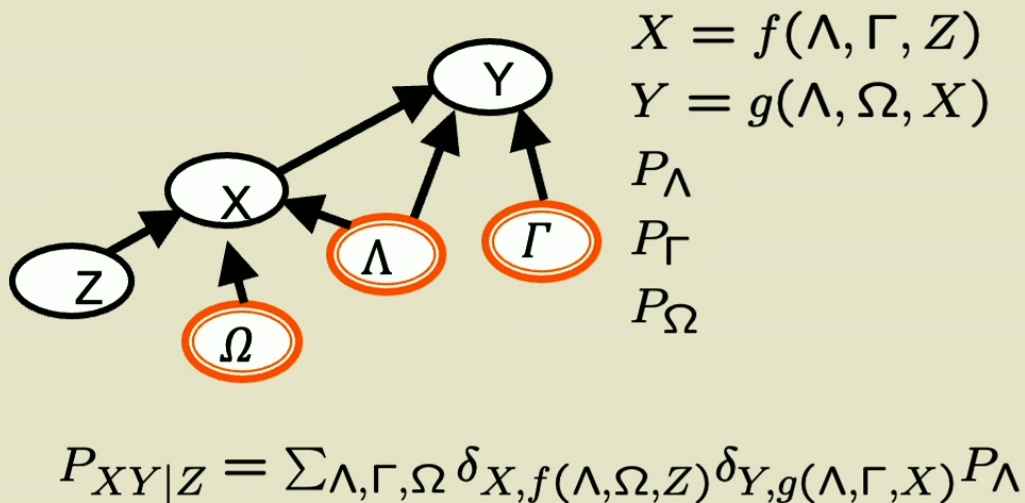 X = f(Λ, Γ, Z)
Y
Y = g(Λ, Ω, X)
P_Λ
X
Γ
P_Γ
Λ
Z
P_Ω
Ω
P_{XY|Z} = ∑_{Λ,Γ,Ω} δ_{X,f(Λ,Ω,Z)} δ_{Y,g(Λ,Γ,X)} P_Λ